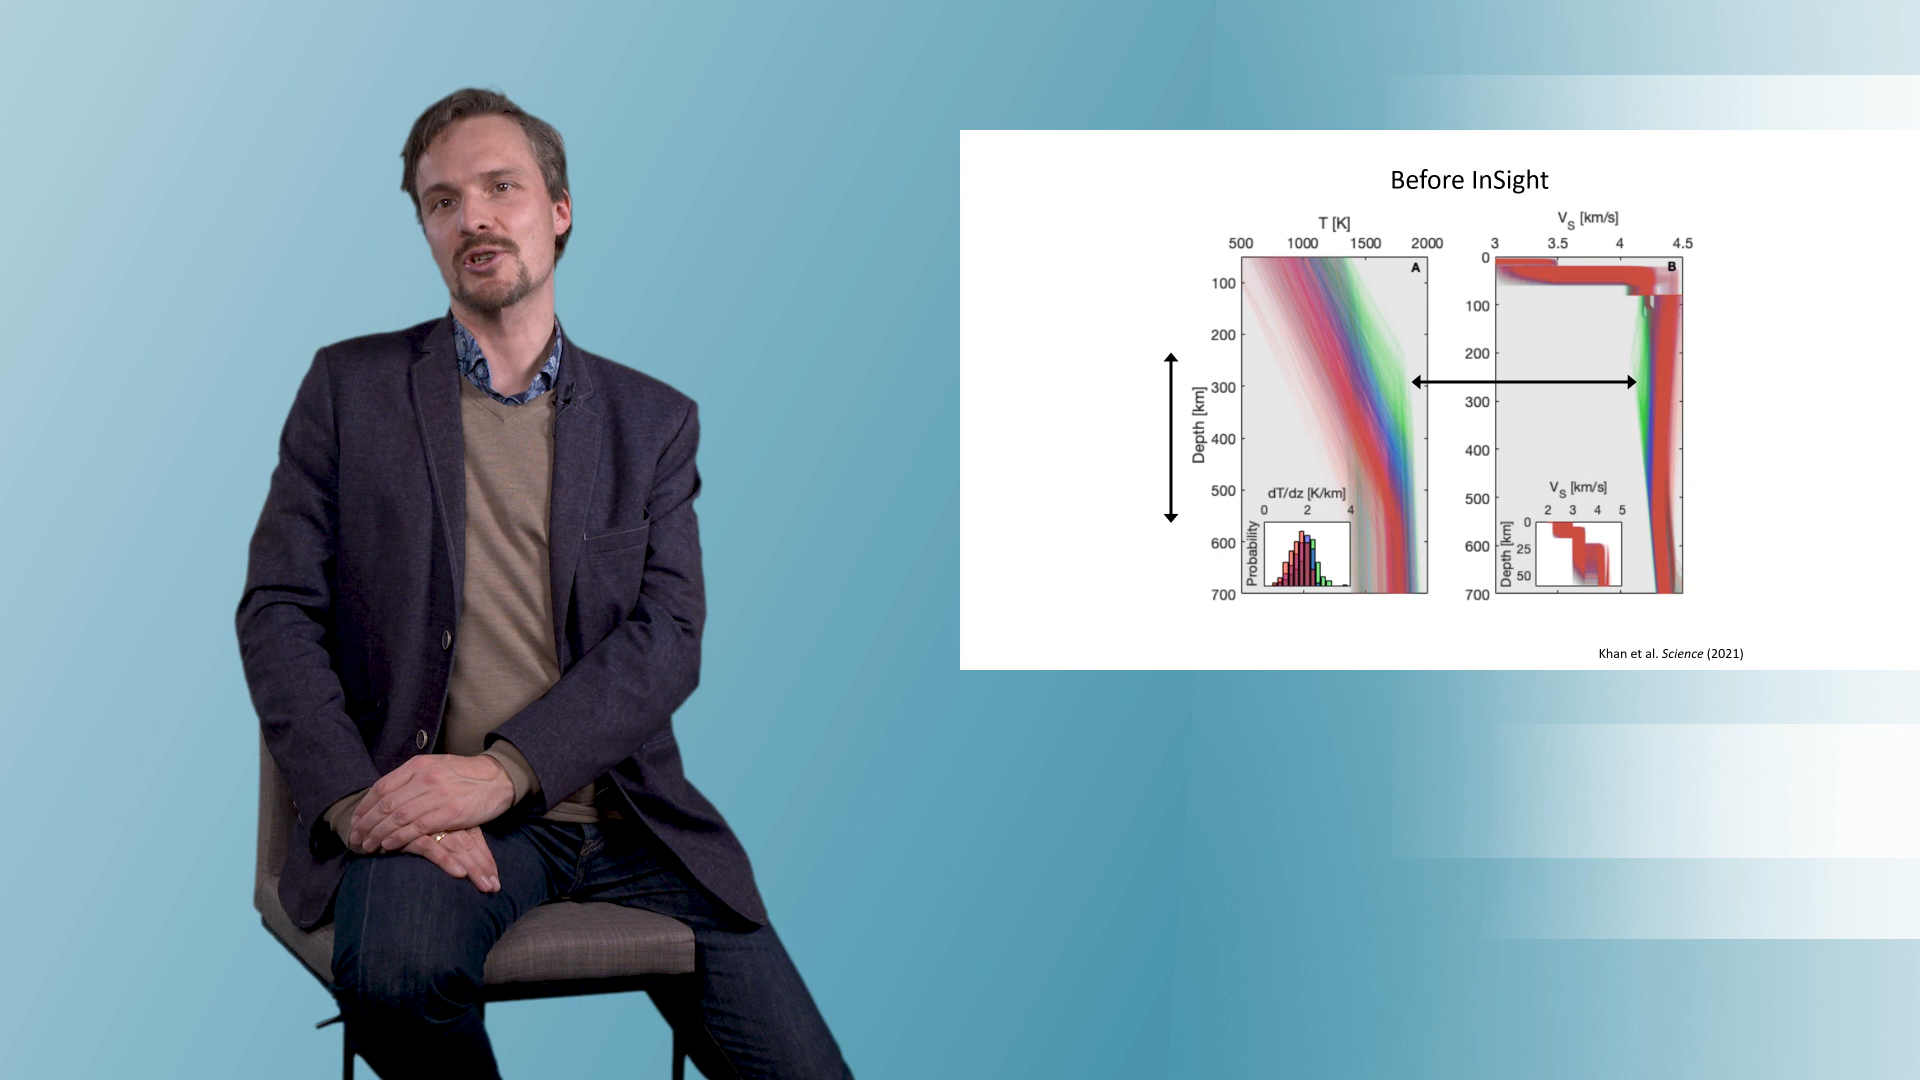 Before InSight
T [K]
500 1000 1500 2000
A
100
200
300
400
500
600
700
Depth [km]
dT/dz [K/km]
0 2 4
Probability
V_S [km/s]
3 3.5 4 4.5
B
0
100
200
300
400
500
600
700
V_S [km/s]
2 3 4 5
0
25
50
Depth [km]
Khan et al. Science (2021)